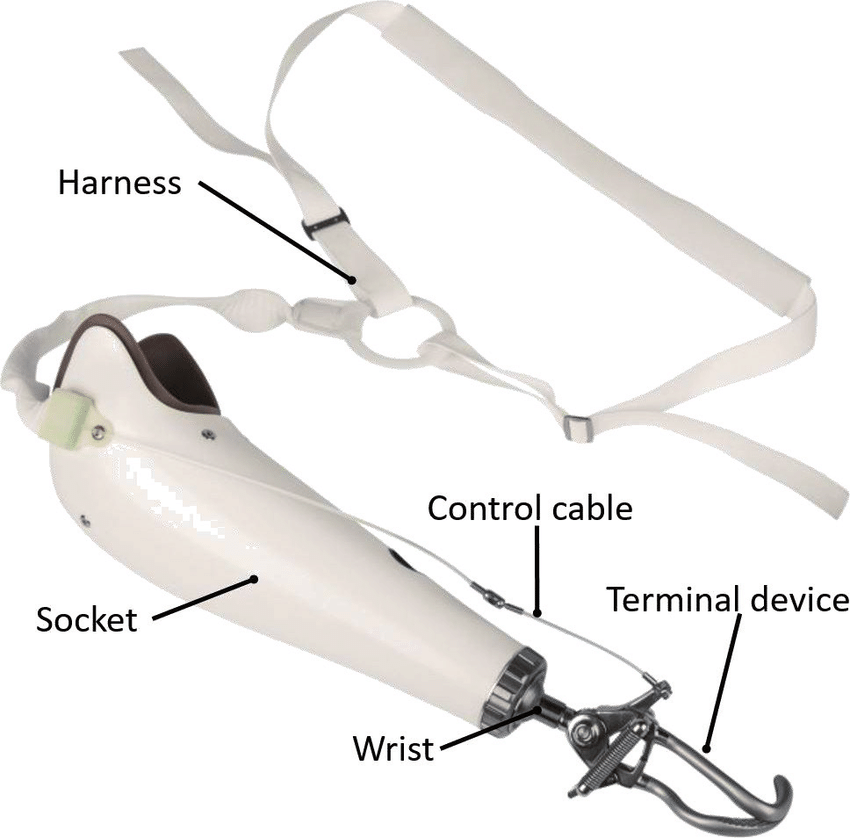 Harness
Control cable
Terminal device
Socket
Wrist